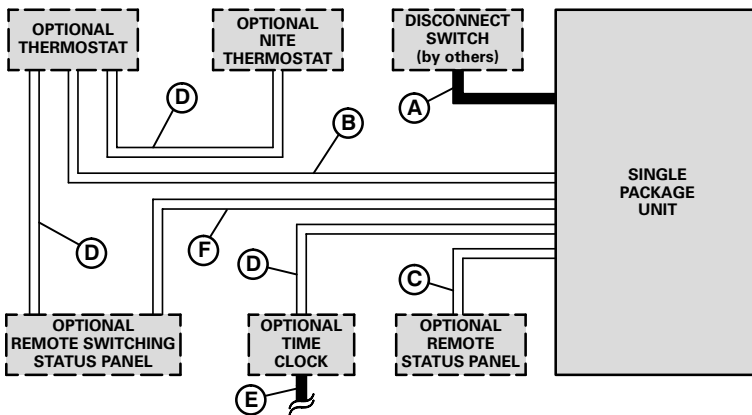 OPTIONAL
THERMOSTAT
OPTIONAL
NITE
THERMOSTAT
DISCONNECT
SWITCH
(by others)
A
D
B
SINGLE
PACKAGE
UNIT
D
F
D
C
OPTIONAL
REMOTE SWITCHING
STATUS PANEL
OPTIONAL
TIME
CLOCK
OPTIONAL
REMOTE
STATUS PANEL
E